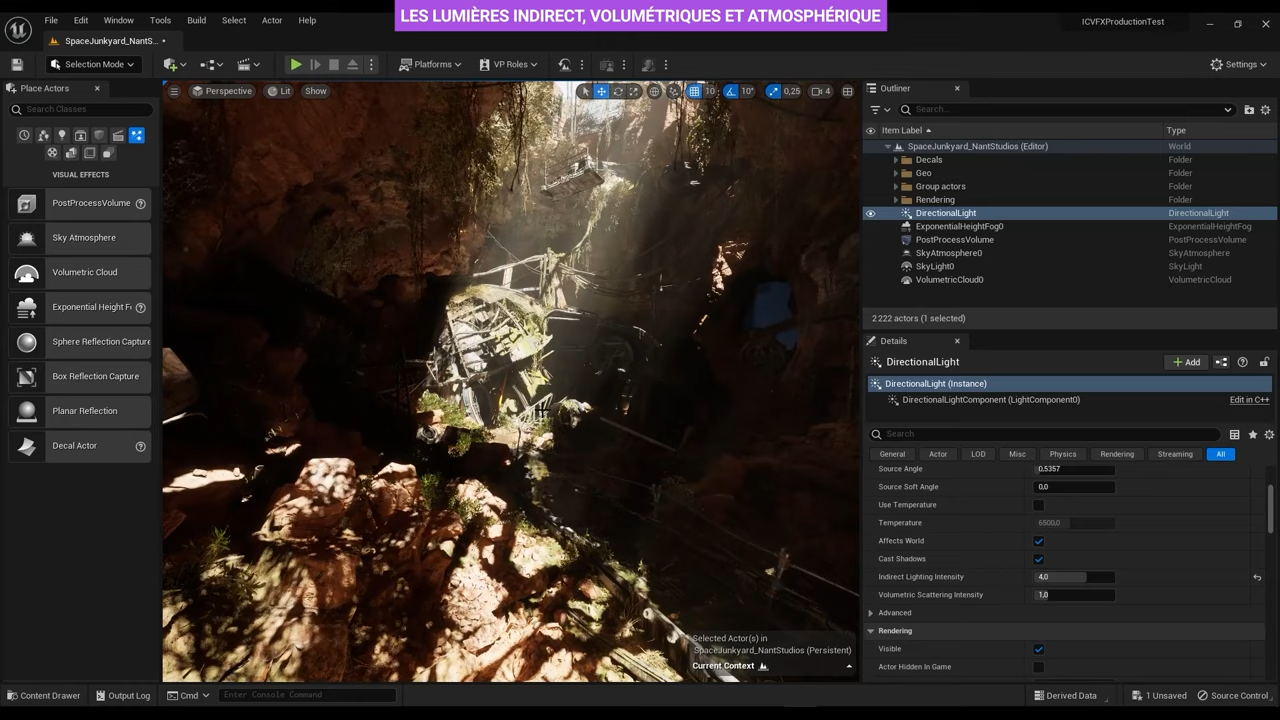 LES LUMIÈRES INDIRECT, VOLUMÉTRIQUES ET ATMOSPHÉRIQUE
File Edit Window Tools Build Select Actor Help
ICVFXProductionTest
SpaceJunkyard_NantS...
Selection Mode
Platforms
VP Roles
Settings
Place Actors
Search Classes
VISUAL EFFECTS
PostProcessVolume
Sky Atmosphere
Volumetric Cloud
Exponential Height F
Sphere Reflection Capture
Box Reflection Capture
Planar Reflection
Decal Actor
Perspective
Lit
Show
10
10°
0,25
4
Selected Actor(s) in
SpaceJunkyard_NantStudios (Persistent)
Current Context
Outliner
Search...
Item Label Type
SpaceJunkyard_NantStudios (Editor) World
Decals Folder
Geo Folder
Group actors Folder
Rendering Folder
DirectionalLight DirectionalLight
ExponentialHeightFog0 ExponentialHeightFog
PostProcessVolume PostProcessVolume
SkyAtmosphere0 SkyAtmosphere
SkyLight0 SkyLight
VolumetricCloud0 VolumetricCloud
2 222 actors (1 selected)
Details
DirectionalLight
+ Add
DirectionalLight (Instance)
DirectionalLightComponent (LightComponent0) Edit in C++
Search
General Actor LOD Misc Physics Rendering Streaming All
Source Angle 0,5357
Source Soft Angle 0,0
Use Temperature
Temperature 6500,0
Affects World
Cast Shadows
Indirect Lighting Intensity 4,0
Volumetric Scattering Intensity 1,0
Advanced
Rendering
Visible
Actor Hidden In Game
Content Drawer
Output Log
Cmd
Enter Console Command
Derived Data
1 Unsaved
Source Control